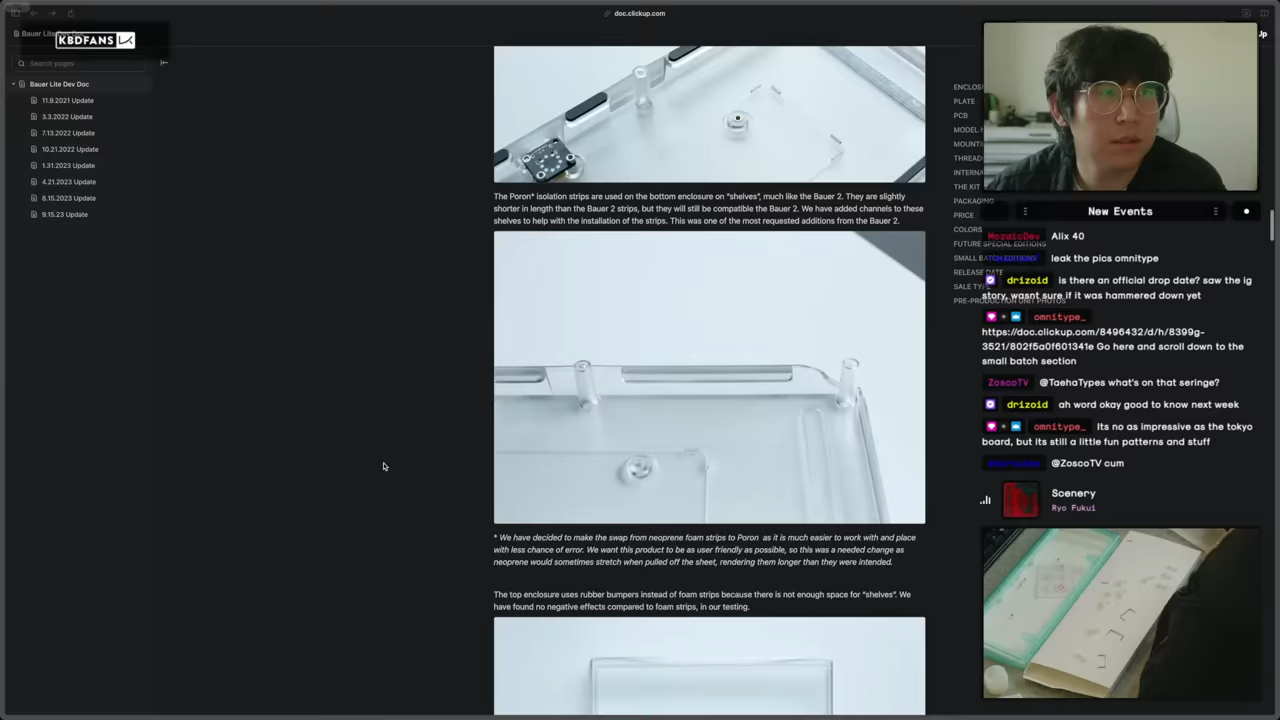 doc.clickup.com
Bauer Lite
KBDFANS
Search pages
Bauer Lite Dev Doc
11.9.2021 Update
3.3.2022 Update
7.13.2022 Update
10.21.2022 Update
1.31.2023 Update
4.21.2023 Update
8.15.2023 Update
9.15.23 Update
The Poron* isolation strips are used on the bottom enclosure on "shelves", much like the Bauer 2. They are slightly
shorter in length than the Bauer 2 strips, but they will still be compatible the Bauer 2. We have added channels to these
shelves to help with the installation of the strips. This was one of the most requested additions from the Bauer 2.
* We have decided to make the swap from neoprene foam strips to Poron as it is much easier to work with and place
with less chance of error. We want this product to be as user friendly as possible, so this was a needed change as
neoprene would sometimes stretch when pulled off the sheet, rendering them longer than they were intended.
The top enclosure uses rubber bumpers instead of foam strips because there is not enough space for "shelves". We
have found no negative effects compared to foam strips, in our testing.
PLATE
PCB
THE KIT
PACKAGING
PRICE
COLORS
FUTURE SPECIAL EDITIONS
SMALL BATCH EDITIONS
RELEASE DATE
SALE TYPE
PRE-PRODUCTION UNIT PHOTOS
New Events
MozaicDev Alix 40
leak the pics omnitype
drizoid is there an official drop date? saw the ig
story, wasnt sure if it was hammered down yet
omnitype_
https://doc.clickup.com/8496432/d/h/8399g-
3521/802f5a0f601341e Go here and scroll down to the
small batch section
ZoscoTV @TaehaTypes what's on that seringe?
drizoid ah word okay good to know next week
omnitype_ Its no as impressive as the tokyo
board, but its still a little fun patterns and stuff
@ZoscoTV cum
Scenery
Ryo Fukui